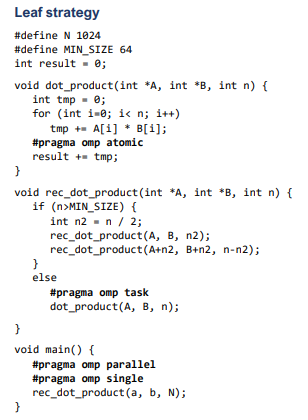 Leaf strategy
#define N 1024
#define MIN_SIZE 64
int result = 0;
void dot_product(int *A, int *B, int n) {
    int tmp = 0;
    for (int i=0; i< n; i++)
        tmp += A[i] * B[i];
    #pragma omp atomic
    result += tmp;
}
void rec_dot_product(int *A, int *B, int n) {
    if (n>MIN_SIZE) {
        int n2 = n / 2;
        rec_dot_product(A, B, n2);
        rec_dot_product(A+n2, B+n2, n-n2);
    }
    else
        #pragma omp task
        dot_product(A, B, n);
}
void main() {
    #pragma omp parallel
    #pragma omp single
    rec_dot_product(a, b, N);
}